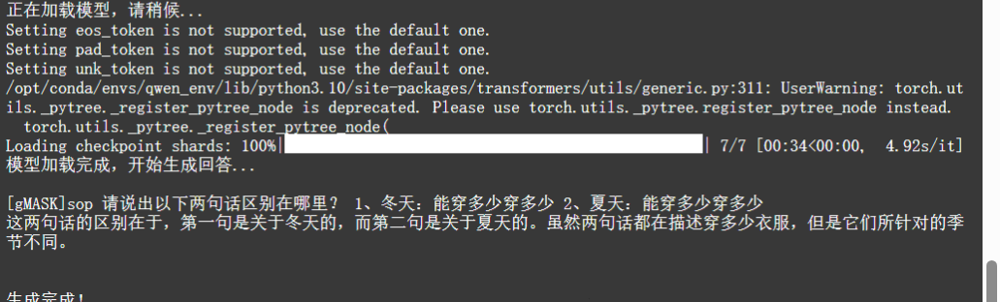 正在加载模型，请稍候...
Setting eos_token is not supported, use the default one.
Setting pad_token is not supported, use the default one.
Setting unk_token is not supported, use the default one.
/opt/conda/envs/qwen_env/lib/python3.10/site-packages/transformers/utils/generic.py:311: UserWarning: torch.ut
ils._pytree._register_pytree_node is deprecated. Please use torch.utils._pytree.register_pytree_node instead.
  torch.utils._pytree._register_pytree_node(
Loading checkpoint shards: 100%| | 7/7 [00:34<00:00,  4.92s/it]
模型加载完成，开始生成回答...
[gMASK]sop 请说出以下两句话区别在哪里？ 1、冬天：能穿多少穿多少 2、夏天：能穿多少穿多少
这两句话的区别在于，第一句是关于冬天的，而第二句是关于夏天的。虽然两句话都在描述穿多少衣服，但是它们所针对的季
节不同。
生成完成！